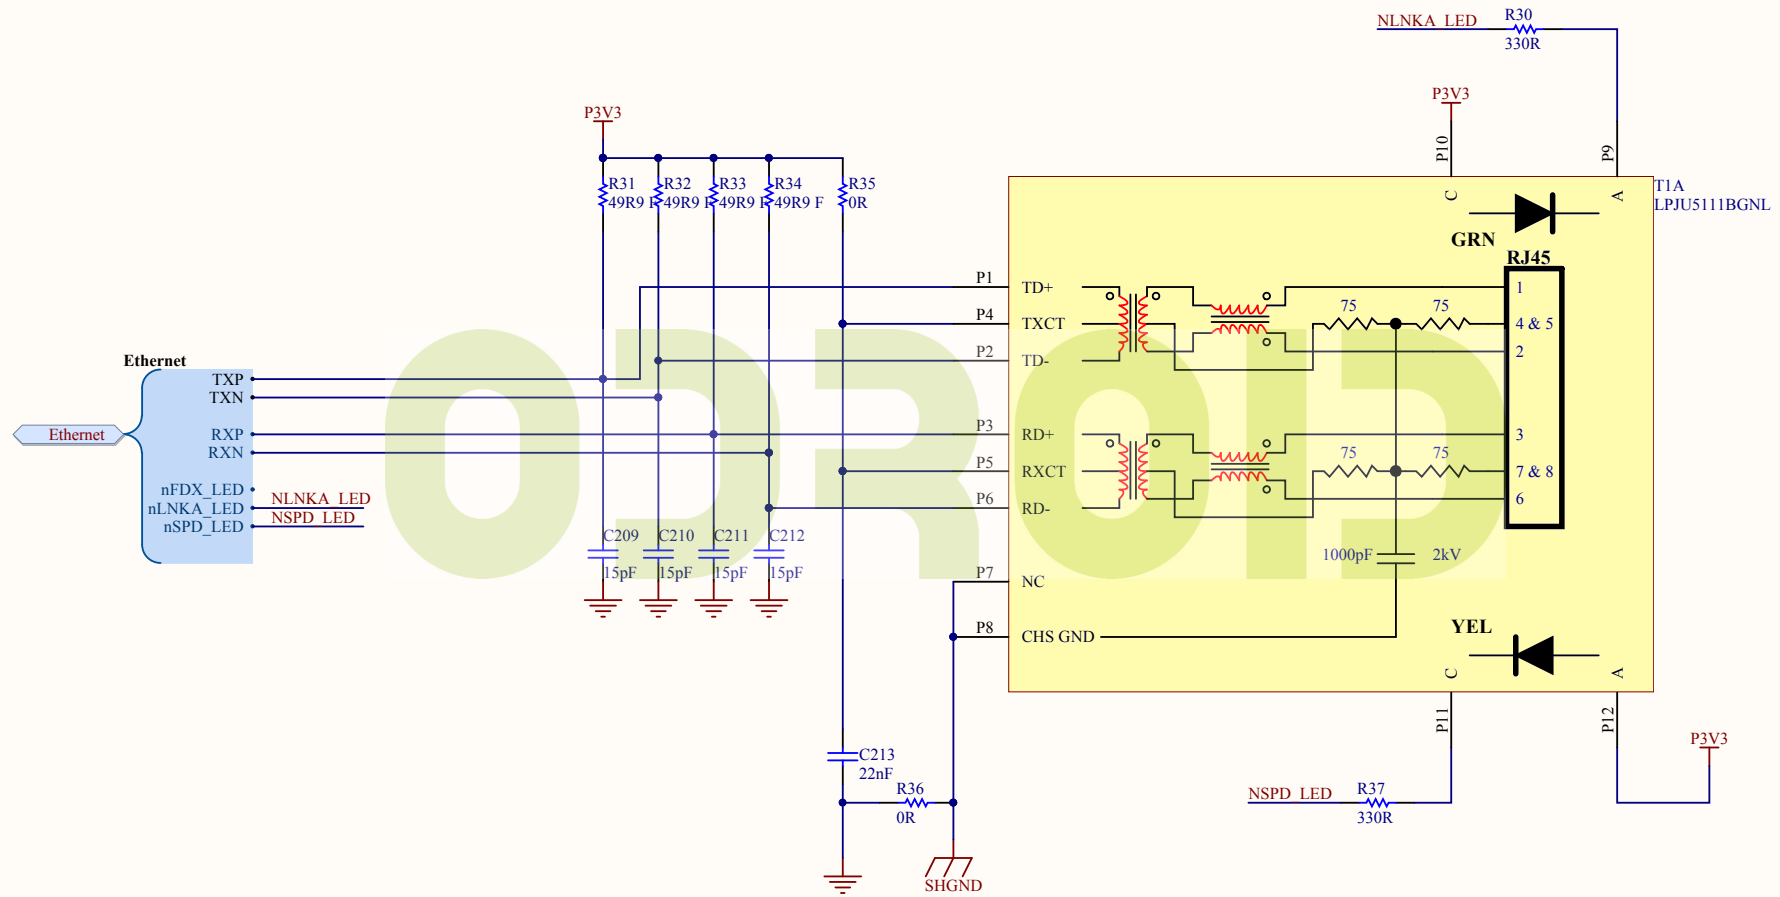 NLNKA_LED
R30
330R
P3V3
P3V3
P10
P9
R31
49R9 F
R32
49R9 F
R33
49R9 F
R34
49R9 F
R35
0R
T1A
LPJU5111BGNL
C
A
GRN
RJ45
P1
TD+
75
75
1
P4
TXCT
4 & 5
P2
TD-
2
Ethernet
TXP
TXN
Ethernet
RXP
RXN
nFDX_LED
nLNKA_LED
NLNKA_LED
nSPD_LED
NSPD_LED
ODROID
P3
RD+
75
75
3
P5
RXCT
7 & 8
P6
RD-
6
C209
15pF
C210
15pF
C211
15pF
C212
15pF
1000pF
2kV
P7
NC
P8
CHS GND
YEL
C
A
P11
P12
P3V3
C213
22nF
R36
0R
NSPD_LED
R37
330R
SHGND